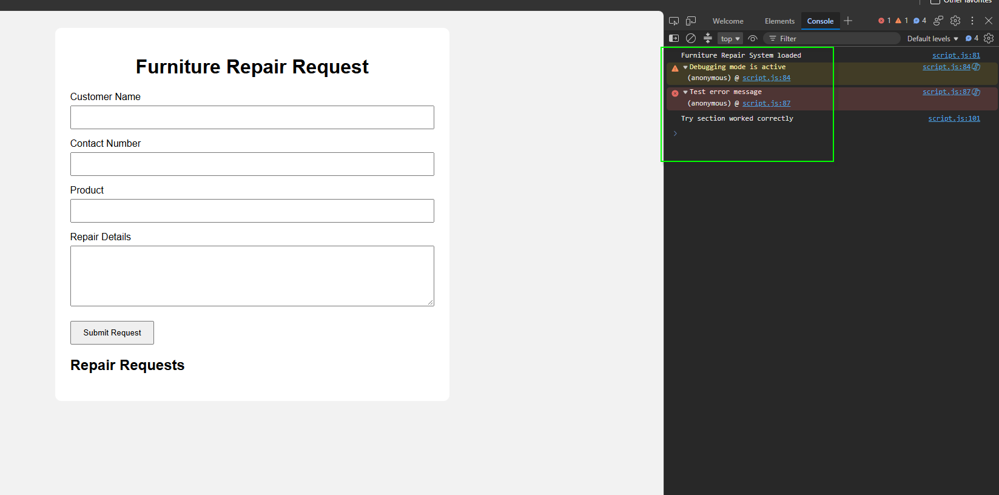 Other favorites
Welcome
Elements
Console
1
1
4
top
Filter
Default levels
4
Furniture Repair System loaded script.js:81
Debugging mode is active script.js:84
(anonymous) @ script.js:84
Test error message script.js:87
(anonymous) @ script.js:87
Try section worked correctly script.js:101
Furniture Repair Request
Customer Name
Contact Number
Product
Repair Details
Submit Request
Repair Requests